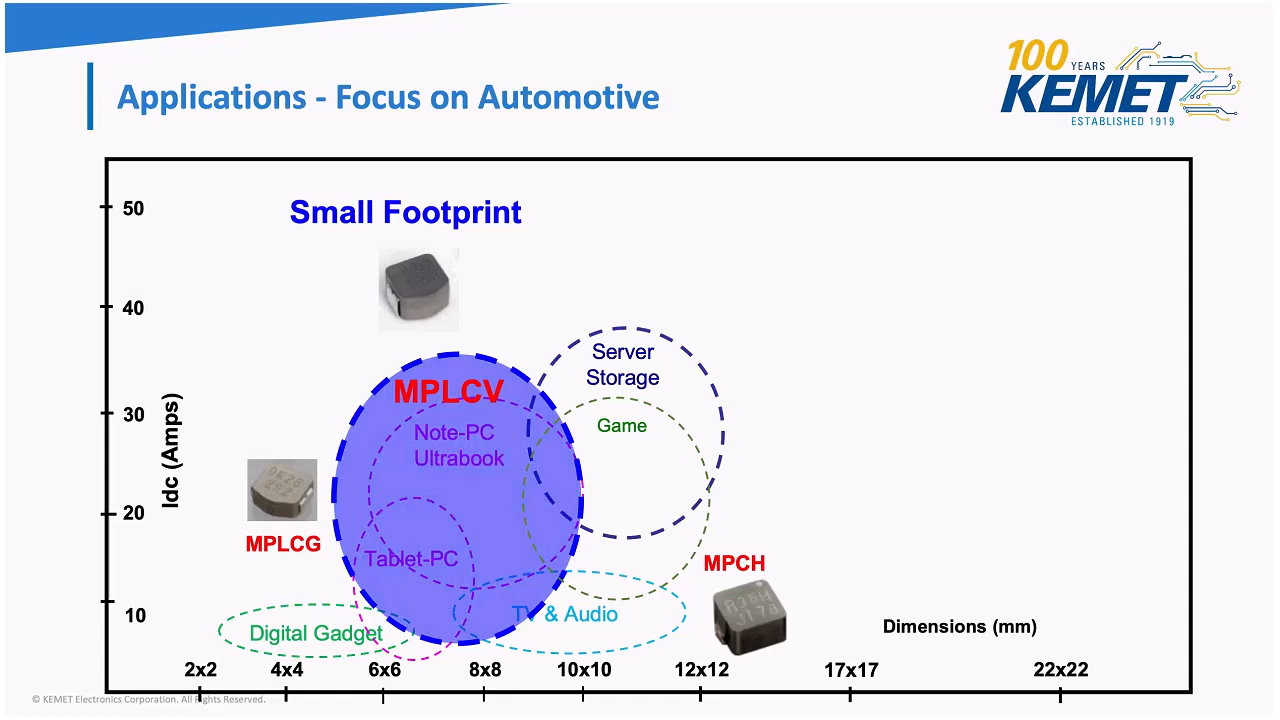 Applications - Focus on Automotive
100 YEARS
KEMET
ESTABLISHED 1919
50
Small Footprint
40
Server
Storage
MPLCV
30
Game
Note-PC
Ultrabook
Idc (Amps)
20
MPLCG
Tablet-PC
MPCH
R36H
10
TV & Audio
Digital Gadget
Dimensions (mm)
2x2 4x4 6x6 8x8 10x10 12x12 17x17 22x22
© KEMET Electronics Corporation. All Rights Reserved.